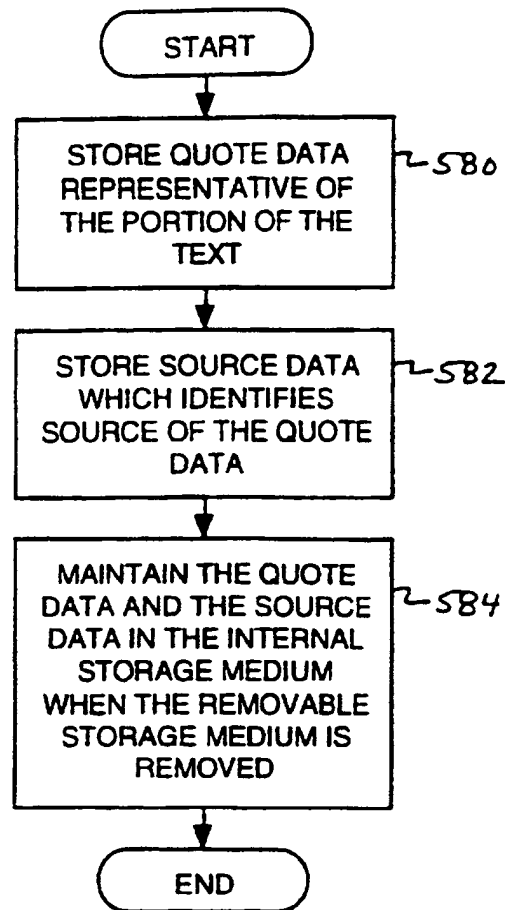 START
STORE QUOTE DATA
REPRESENTATIVE OF
THE PORTION OF THE
TEXT
580
STORE SOURCE DATA
WHICH IDENTIFIES
SOURCE OF THE QUOTE
DATA
582
MAINTAIN THE QUOTE
DATA AND THE SOURCE
DATA IN THE INTERNAL
STORAGE MEDIUM
WHEN THE REMOVABLE
STORAGE MEDIUM IS
REMOVED
584
END